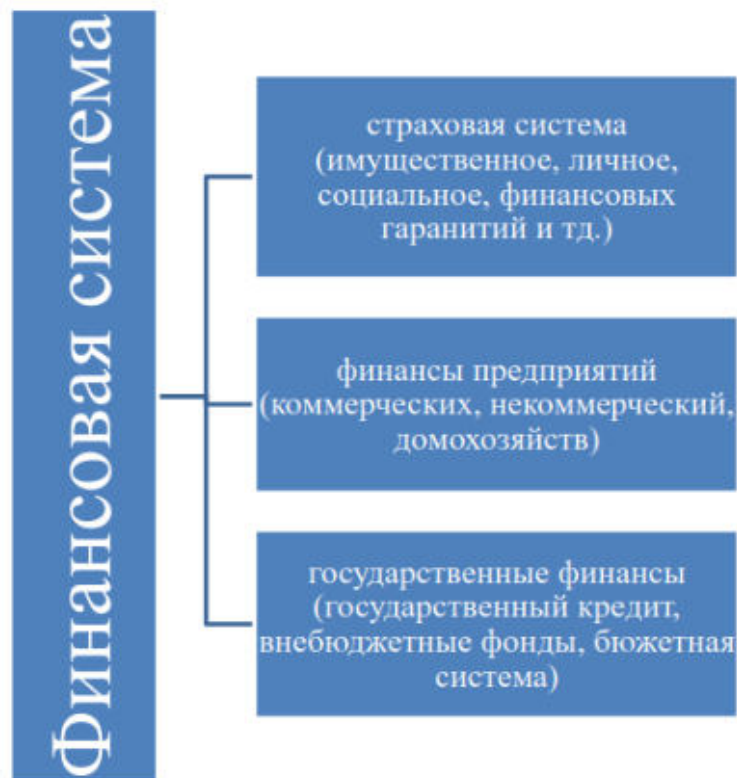 Финансовая система
страховая система
(имущественное, личное,
социальное, финансовых
гаранитий и тд.)
финансы предприятий
(коммерческих, некоммерческий,
домохозяйств)
государственные финансы
(государственный кредит,
внебюджетные фонды, бюжетная
система)